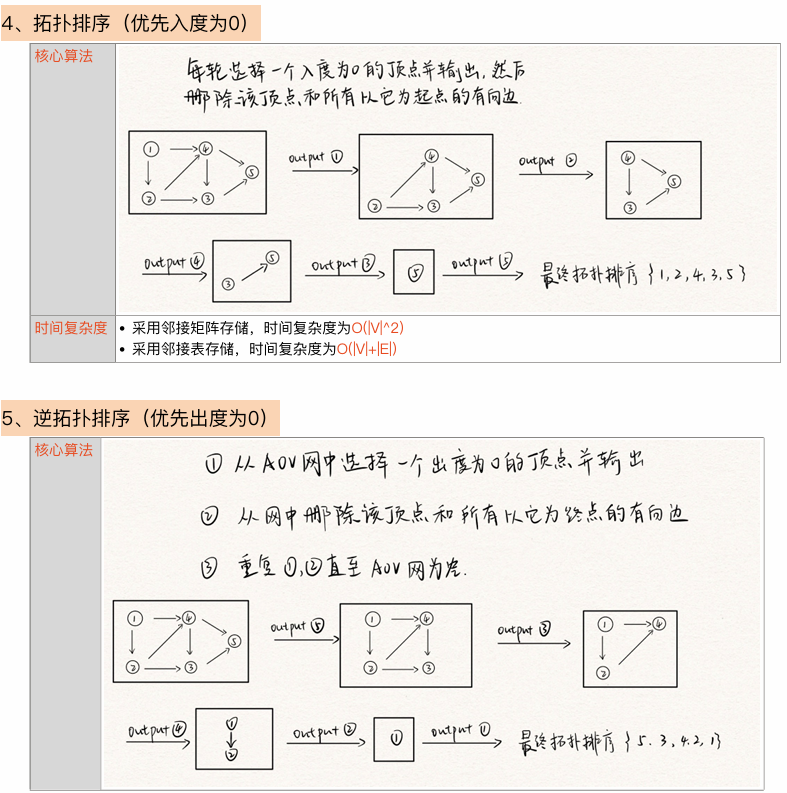 4、拓扑排序（优先入度为0）
核心算法
每轮选择一个入度为0的顶点并输出，然后
删除该顶点和所有以它为起点的有向边.
① ④ ⑤ ② ③
output ①
④ ⑤ ② ③
output ②
④ ⑤ ③
output ④
⑤ ③
output ③
⑤
output ⑤
最终拓扑排序 {1,2,4,3,5}
时间复杂度
• 采用邻接矩阵存储，时间复杂度为O(|V|^2)
• 采用邻接表存储，时间复杂度为O(|V|+|E|)
5、逆拓扑排序（优先出度为0）
核心算法
① 从AOV网中选择一个出度为0的顶点并输出
② 从网中删除该顶点和所有以它为终点的有向边
③ 重复①,②直至AOV网为空.
① ④ ⑤ ② ③
output ⑤
① ④ ② ③
output ③
① ④ ②
output ④
① ②
output ②
①
output ①
最终拓扑排序 {5.3,4.2,1}